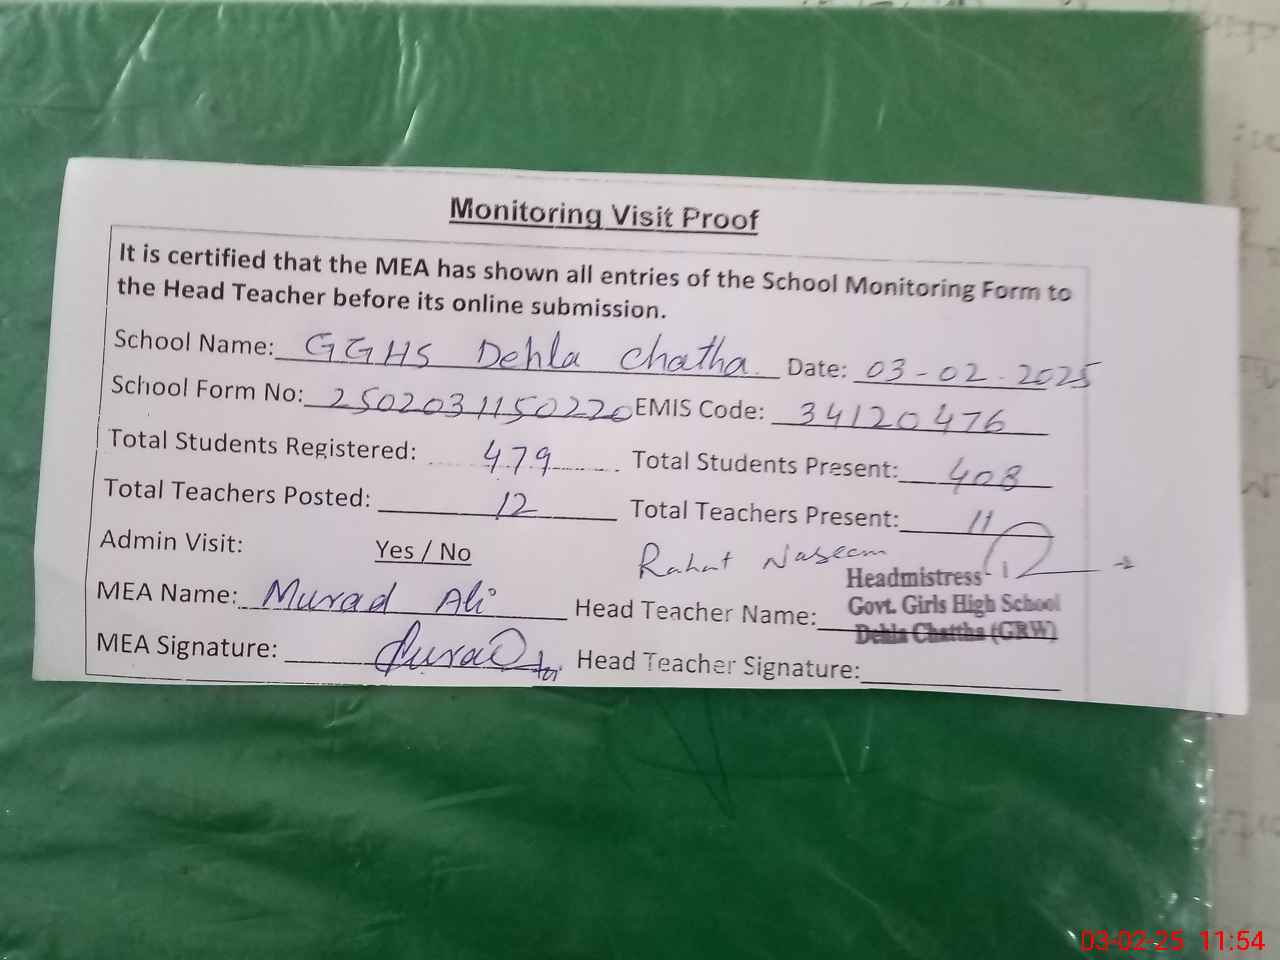 Monitoring Visit Proof
It is certified that the MEA has shown all entries of the School Monitoring Form to
the Head Teacher before its online submission.
School Name: GGHS Dehla Chatha. Date: 03-02-2025
School Form No: 2502031150220 EMIS Code: 34120476
Total Students Registered: 479 Total Students Present: 408
Total Teachers Posted: 12 Total Teachers Present: 11
Admin Visit: Yes / No Rahat Naseem
MEA Name: Murad Ali Head Teacher Name:
Headmistress
Govt. Girls High School
Dehla Chattha (GRW)
MEA Signature: Head Teacher Signature:
03-02-25 11:54